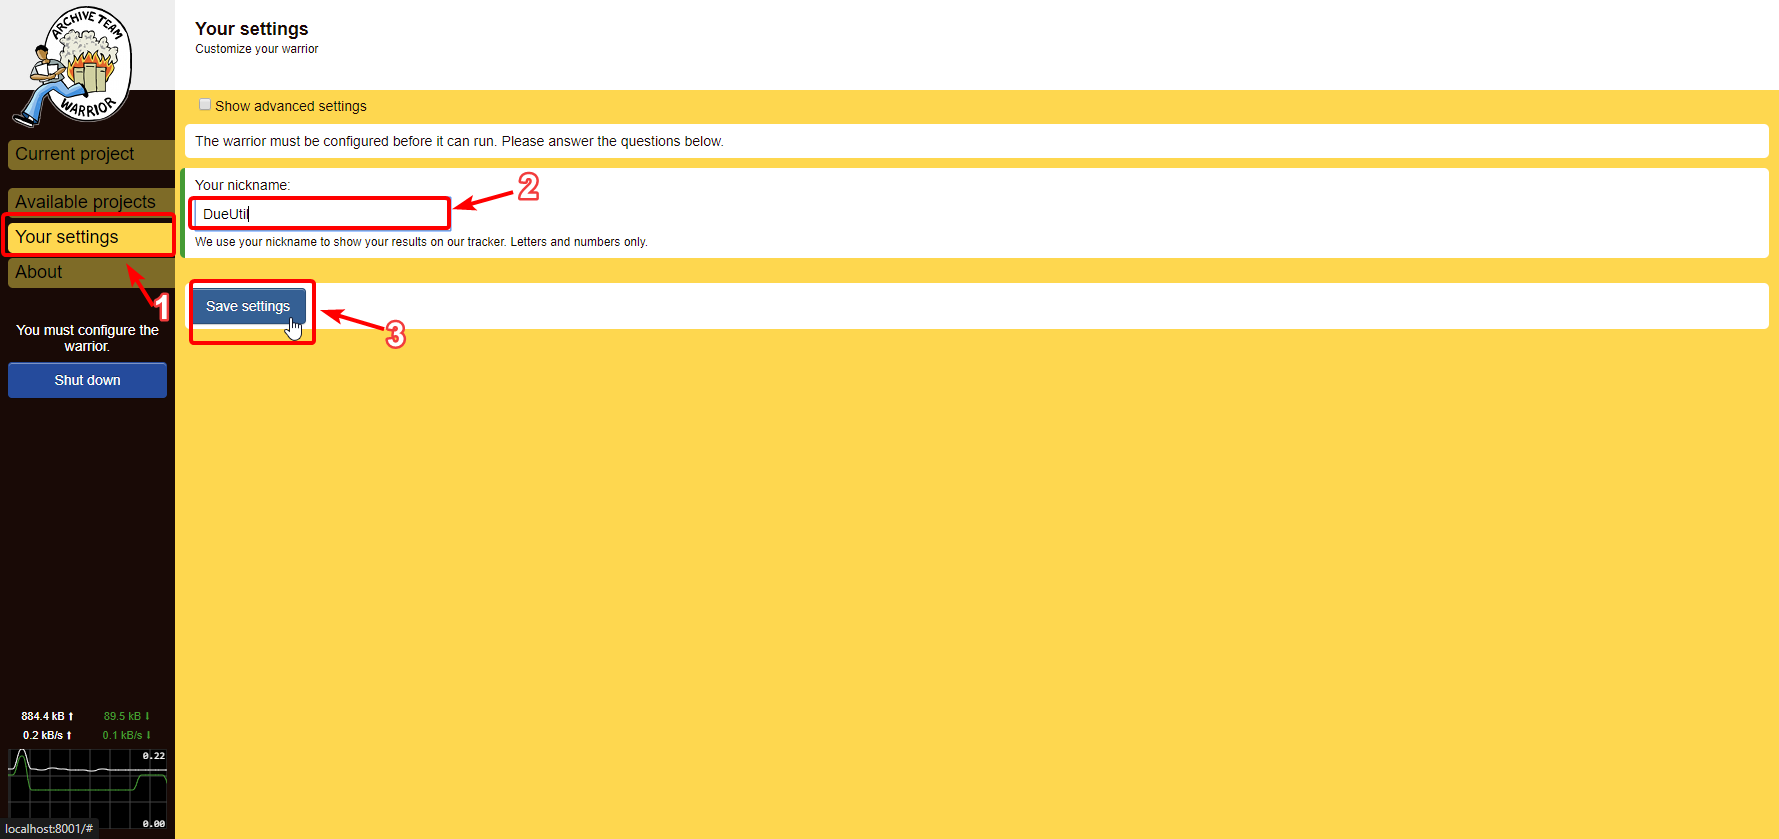 ARCHIVE TEAM
WARRIOR
Your settings
Customize your warrior
Current project
Available projects
Your settings
About
1
You must configure the
warrior.
Shut down
Show advanced settings
The warrior must be configured before it can run. Please answer the questions below.
Your nickname:
2
DueUtil
We use your nickname to show your results on our tracker. Letters and numbers only.
Save settings
3
884.4 kB ⬆ 89.5 kB ⬇
0.2 kB/s ⬆ 0.1 kB/s ⬇
0.22
0.00
localhost:8001/#